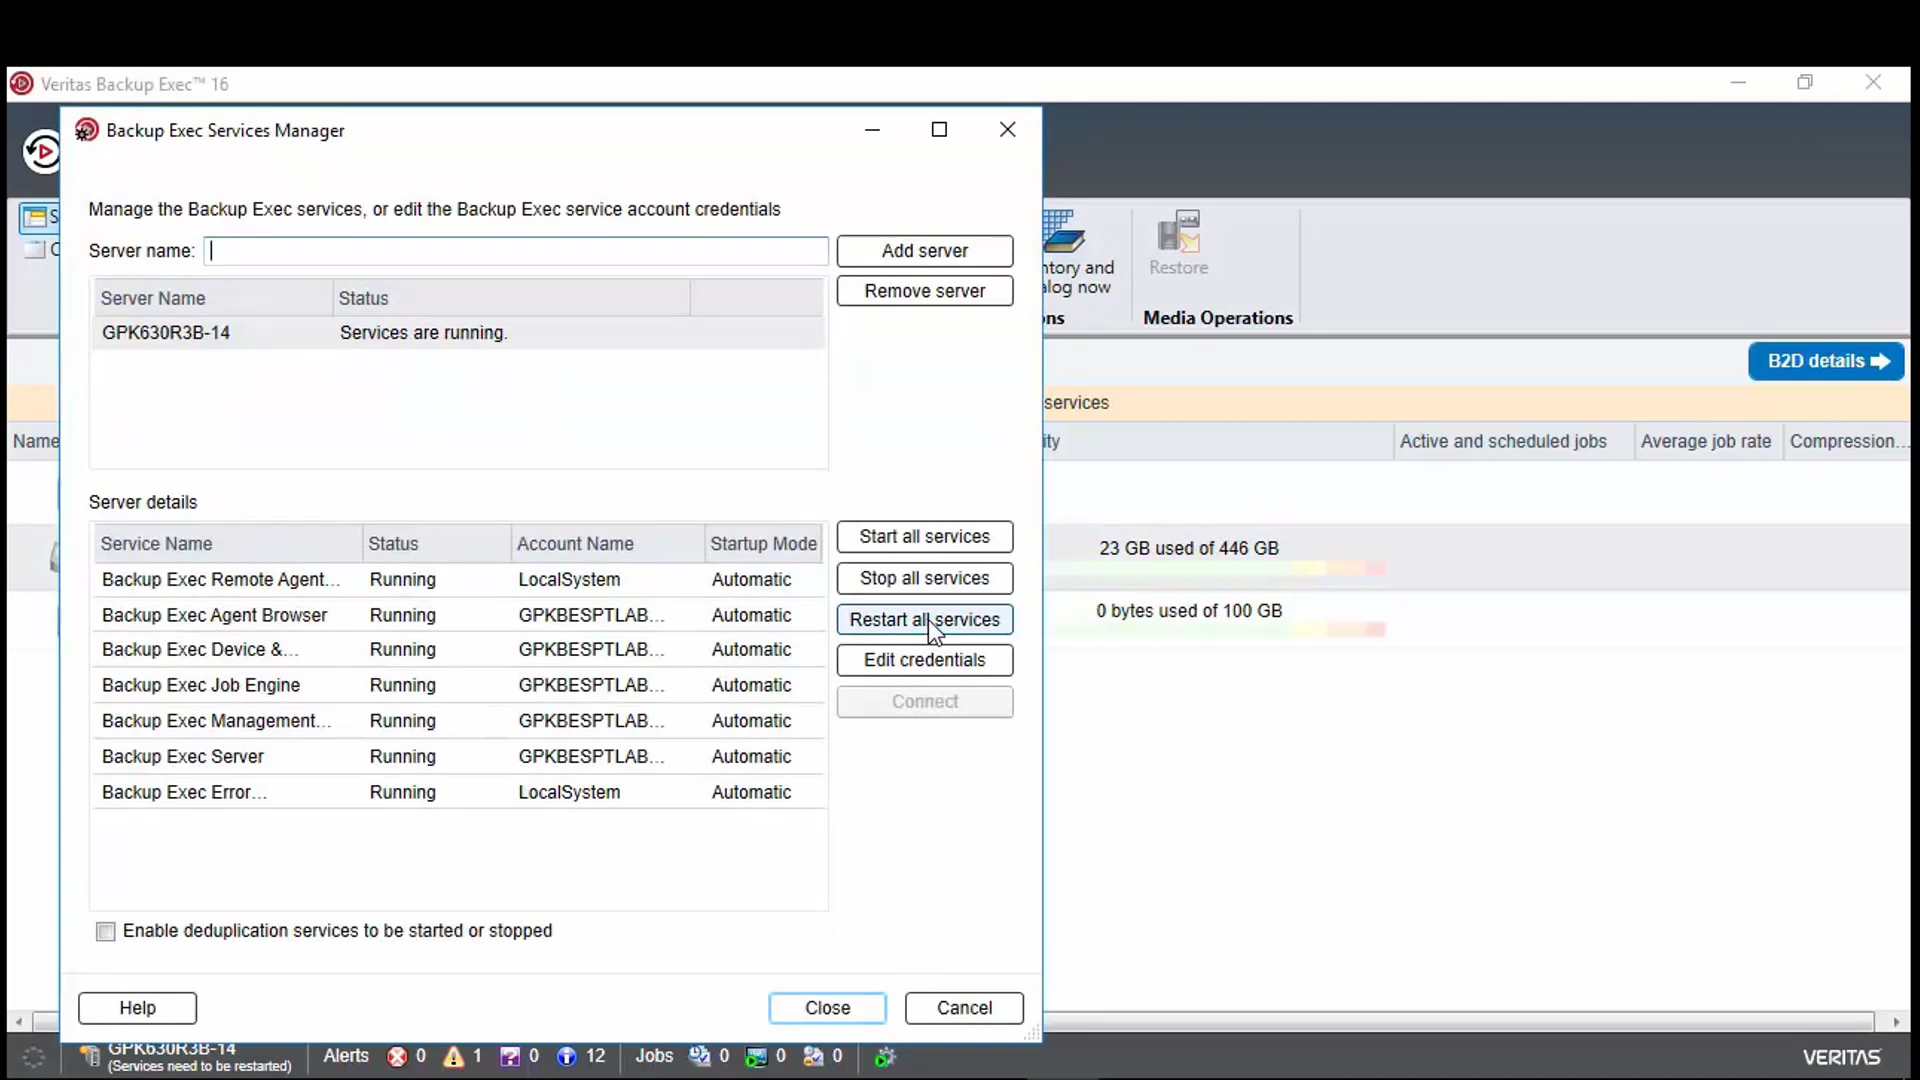 Veritas Backup Exec™ 16
Backup Exec Services Manager
Manage the Backup Exec services, or edit the Backup Exec service account credentials
Server name:
Add server
Remove server
Server Name Status
GPK630R3B-14 Services are running.
Server details
Service Name Status Account Name Startup Mode
Backup Exec Remote Agent... Running LocalSystem Automatic
Backup Exec Agent Browser Running GPKBESPTLAB... Automatic
Backup Exec Device &... Running GPKBESPTLAB... Automatic
Backup Exec Job Engine Running GPKBESPTLAB... Automatic
Backup Exec Management... Running GPKBESPTLAB... Automatic
Backup Exec Server Running GPKBESPTLAB... Automatic
Backup Exec Error... Running LocalSystem Automatic
Start all services
Stop all services
Restart all services
Edit credentials
Connect
Enable deduplication services to be started or stopped
Help
Close
Cancel
S
C
ntory and
alog now
ons
Restore
Media Operations
B2D details
services
Name
ity
Active and scheduled jobs Average job rate Compression...
23 GB used of 446 GB
0 bytes used of 100 GB
GPK630R3B-14
(Services need to be restarted)
Alerts 0 1 0 12 Jobs 0 0 0
VERITAS